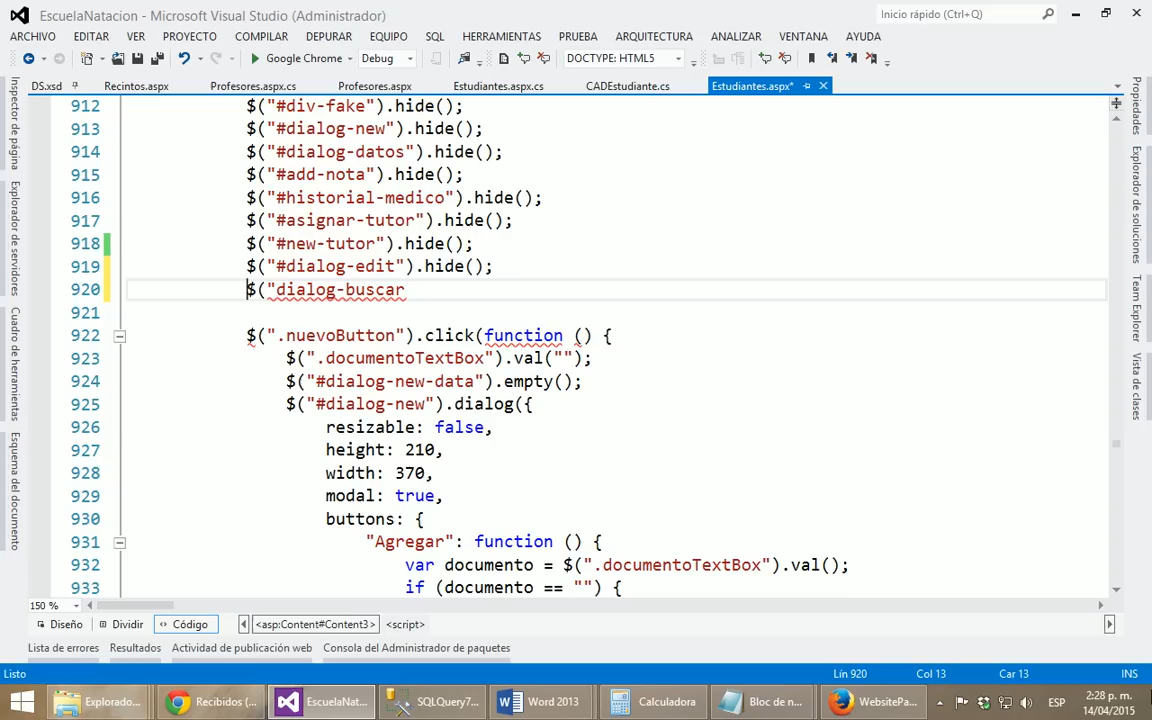 EscuelaNatacion - Microsoft Visual Studio (Administrador)
Inicio rápido (Ctrl+Q)
ARCHIVO EDITAR VER PROYECTO COMPILAR DEPURAR EQUIPO SQL HERRAMIENTAS PRUEBA ARQUITECTURA ANALIZAR VENTANA AYUDA
Google Chrome Debug DOCTYPE: HTML5
DS.xsd Recintos.aspx Profesores.aspx.cs Profesores.aspx Estudiantes.aspx.cs CADEstudiante.cs Estudiantes.aspx*
Inspector de página
Explorador de servidores
Cuadro de herramientas
Esquema del documento
912 $("#div-fake").hide();
913 $("#dialog-new").hide();
914 $("#dialog-datos").hide();
915 $("#add-nota").hide();
916 $("#historial-medico").hide();
917 $("#asignar-tutor").hide();
918 $("#new-tutor").hide();
919 $("#dialog-edit").hide();
920 $("dialog-buscar
921
922 $(".nuevoButton").click(function () {
923 $(".documentoTextBox").val("");
924 $("#dialog-new-data").empty();
925 $("#dialog-new").dialog({
926 resizable: false,
927 height: 210,
928 width: 370,
929 modal: true,
930 buttons: {
931 "Agregar": function () {
932 var documento = $(".documentoTextBox").val();
933 if (documento == "") {
Propiedades
Explorador de soluciones
Team Explorer
Vista de clases
150 %
Diseño Dividir Código <asp:Content#Content3> <script>
Lista de errores Resultados Actividad de publicación web Consola del Administrador de paquetes
Listo Lín 920 Col 13 Car 13 INS
Explorado... Recibidos (... EscuelaNat... SQLQuery7... Word 2013 Calculadora Bloc de n... WebsitePa... ESP 2:28 p. m.
14/04/2015